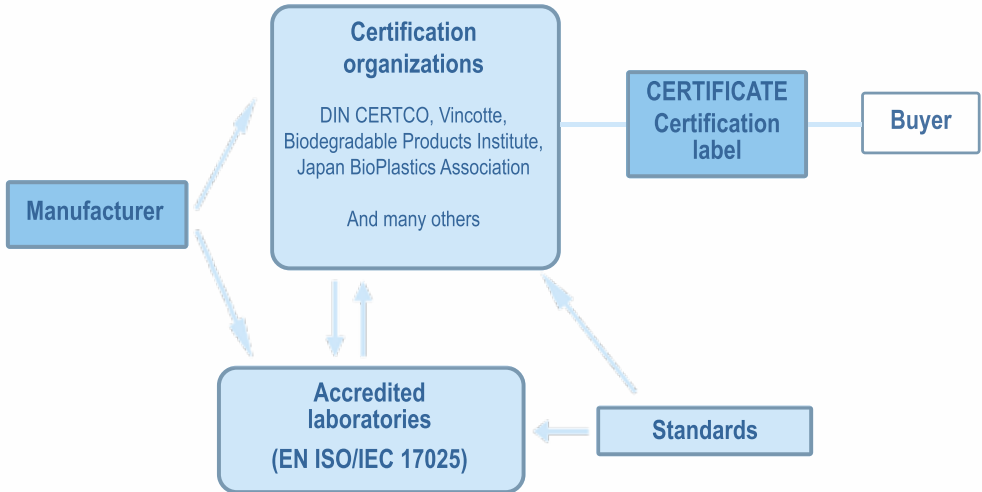 Certification
organizations
DIN CERTCO, Vincotte,
Biodegradable Products Institute,
Japan BioPlastics Association
And many others
CERTIFICATE
Certification
label
Buyer
Manufacturer
Accredited
laboratories
(EN ISO/IEC 17025)
Standards